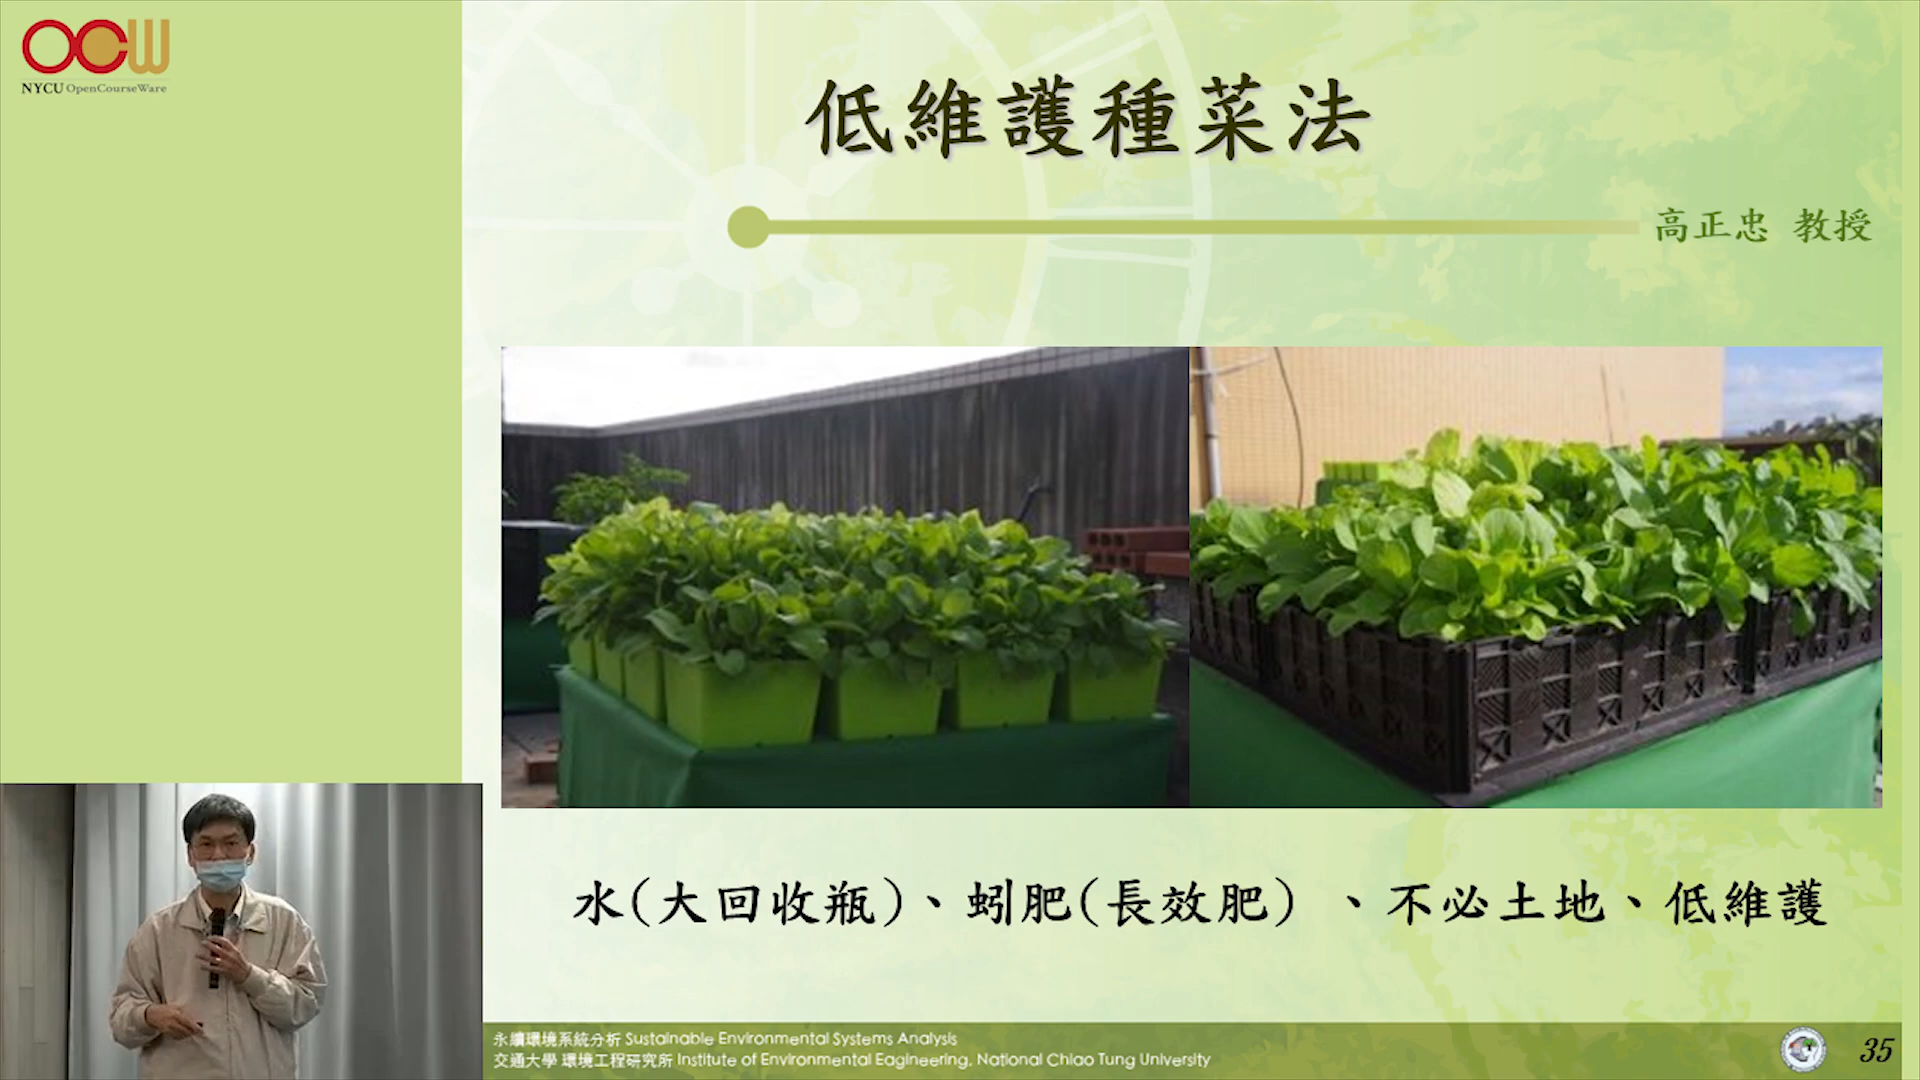 OCW
NYCU OpenCourseWare
低維護種菜法
高正忠 教授
水(大回收瓶)、蚓肥(長效肥)、不必土地、低維護
永續環境系統分析 Sustainable Environmental Systems Analysis
交通大學 環境工程研究所 Institute of Environmental Eagineering, National Chiao Tung University
35